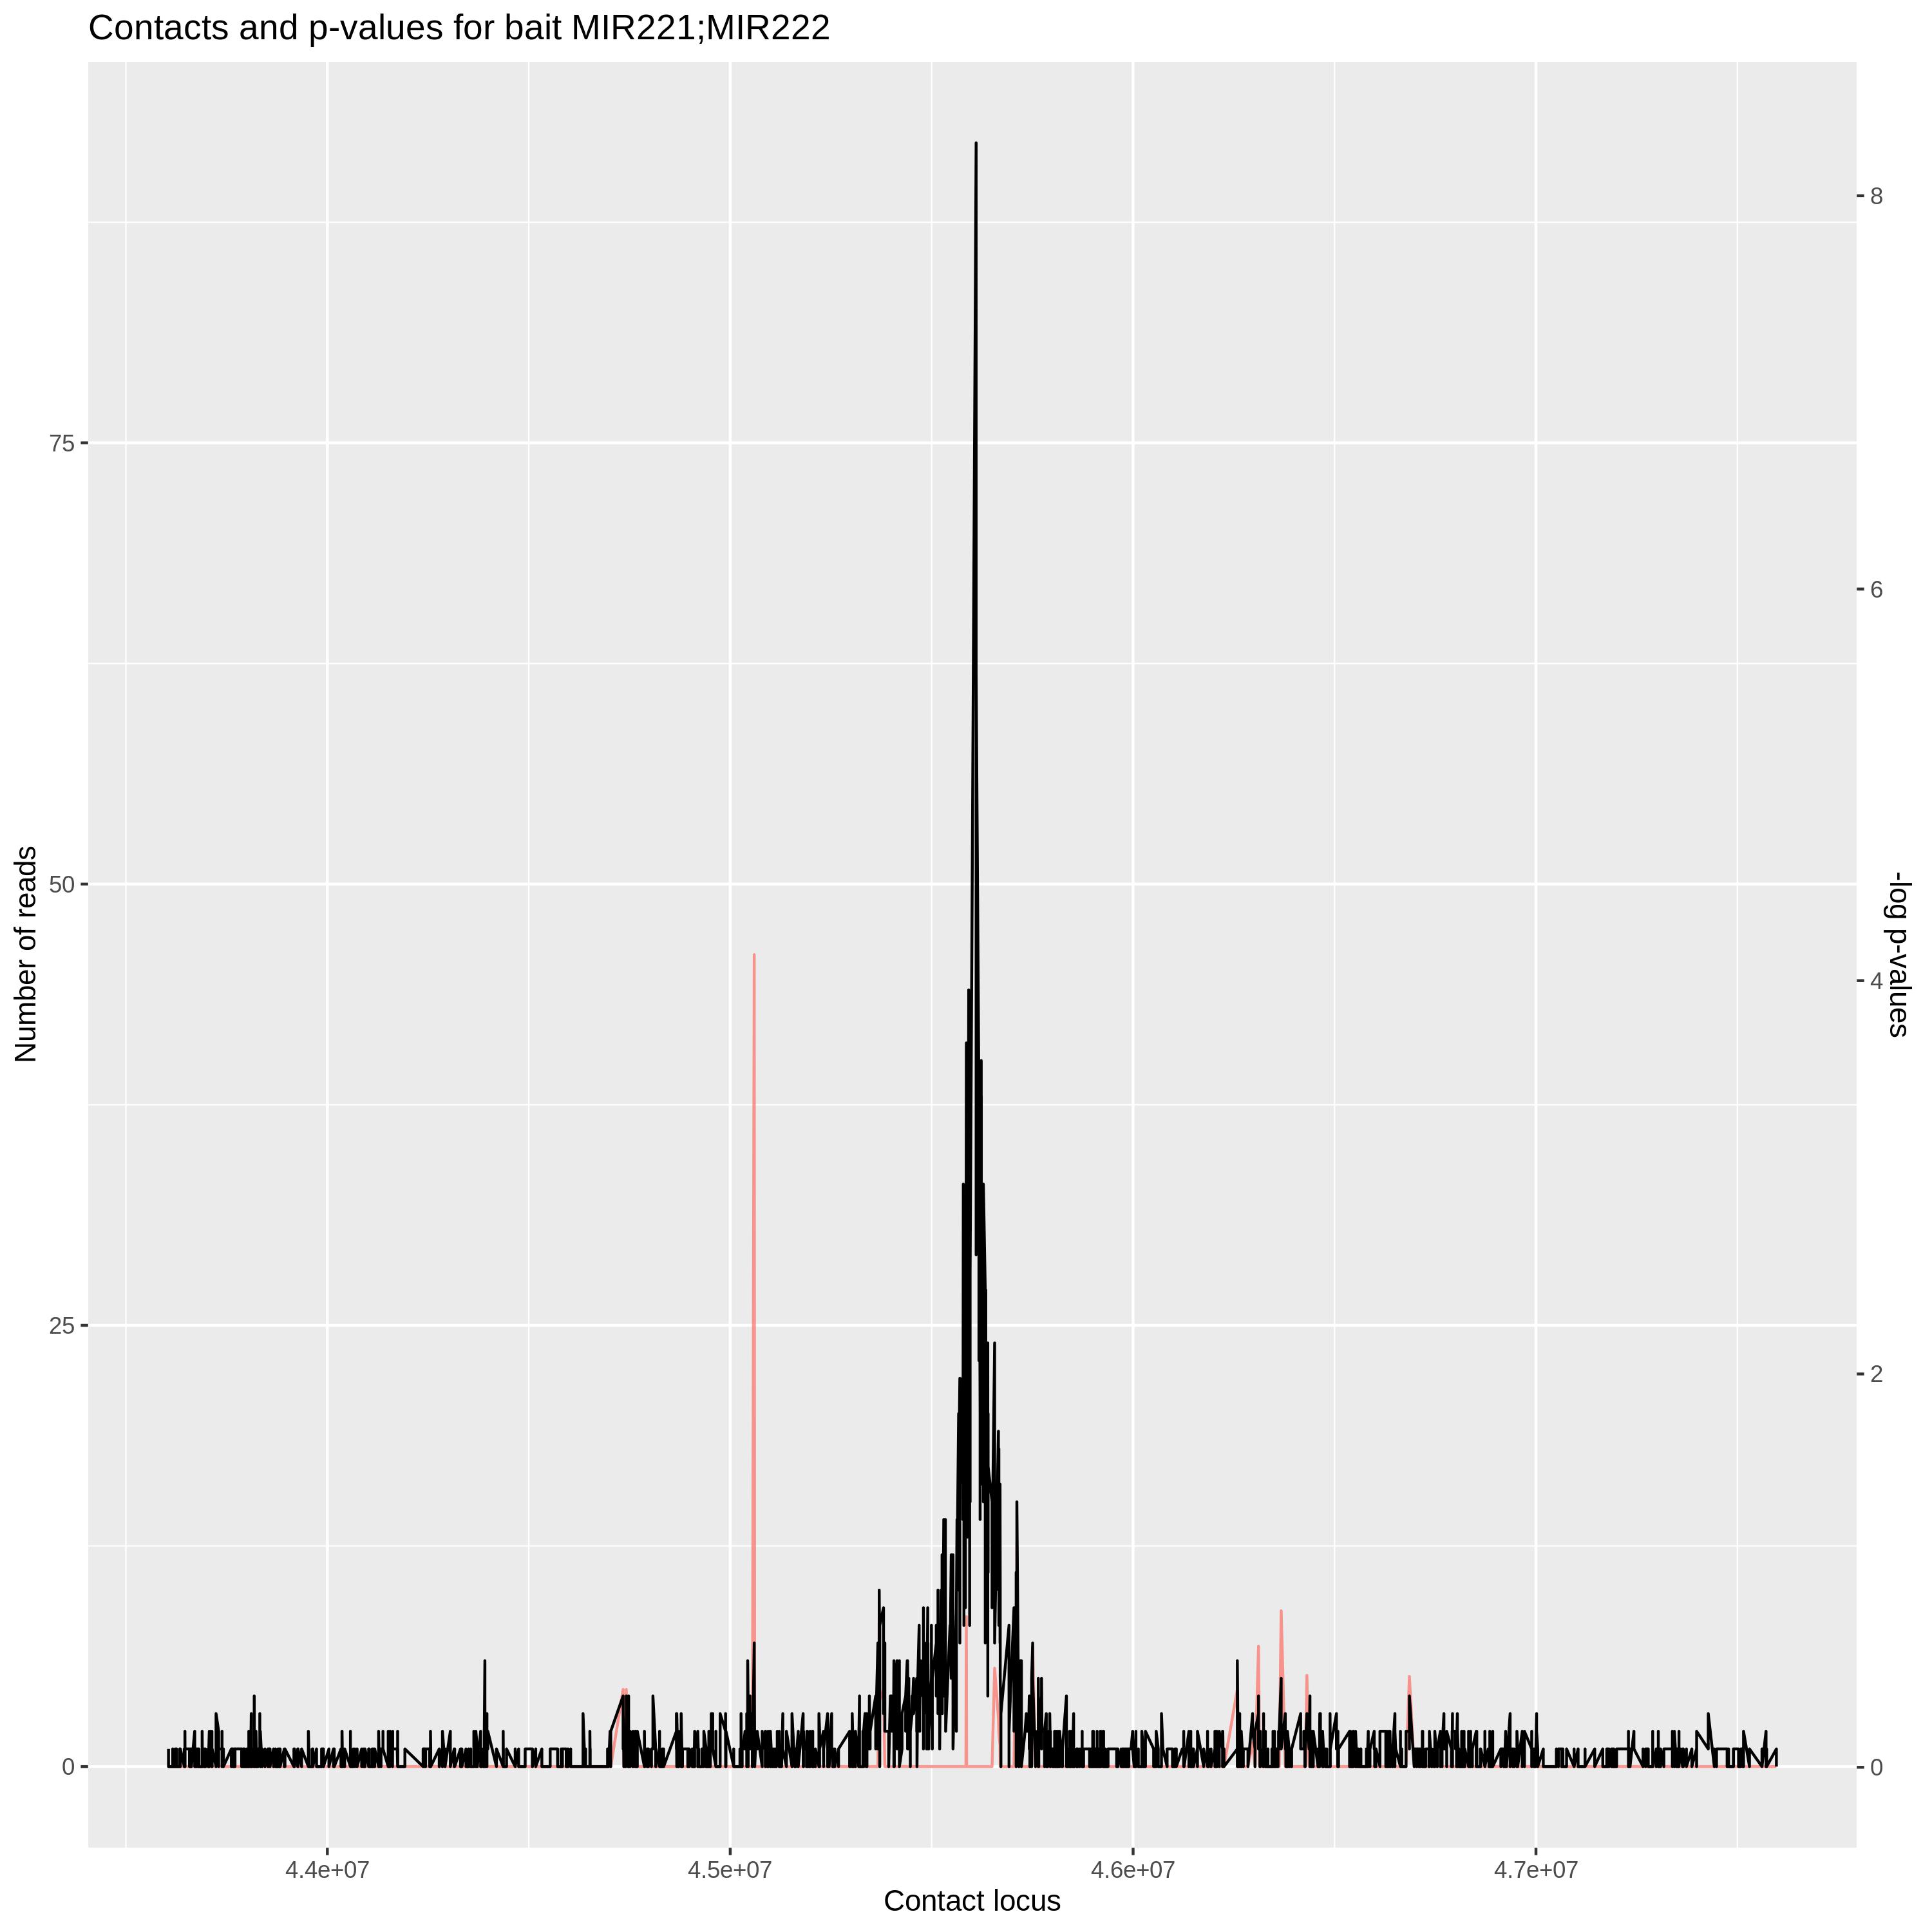 Contacts and p-values for bait MIR221;MIR222
Number of reads
75
50
25
0
8
6
4
2
0
-log p-values
4.4e+07
4.5e+07
4.6e+07
4.7e+07
Contact locus